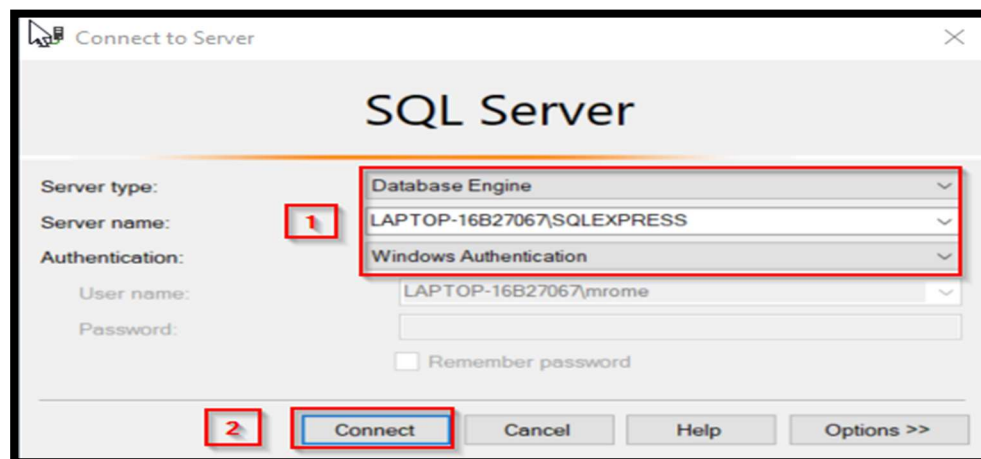 Connect to Server
SQL Server
Server type: Database Engine
1 Server name: LAPTOP-16B27067\SQLEXPRESS
Authentication: Windows Authentication
User name: LAPTOP-16B27067\mrome
Password:
Remember password
2 Connect Cancel Help Options >>